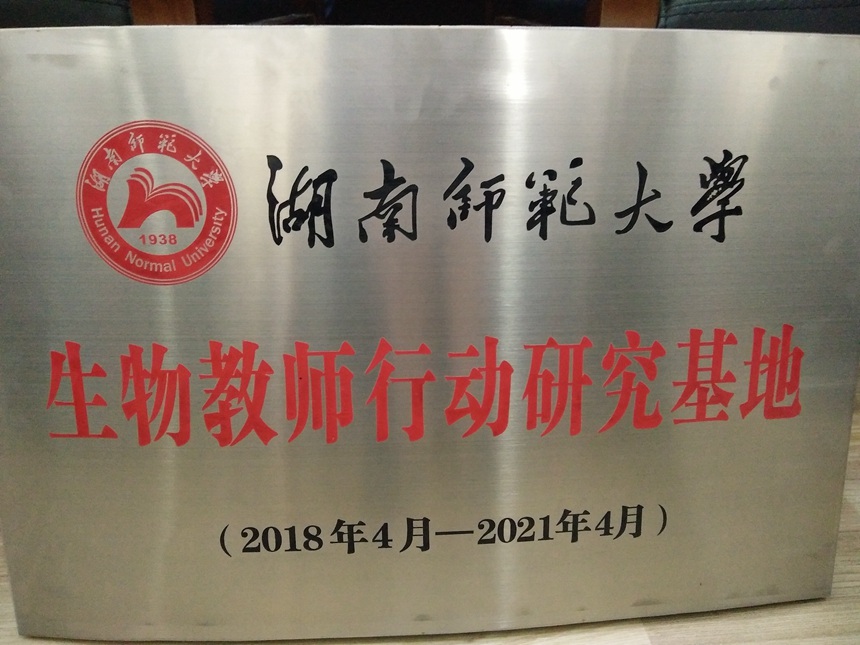 湖南师範大學
1938
Hunan Normal University
湖南师範大學
生物教师行动研究基地
（2018年4月—2021年4月）